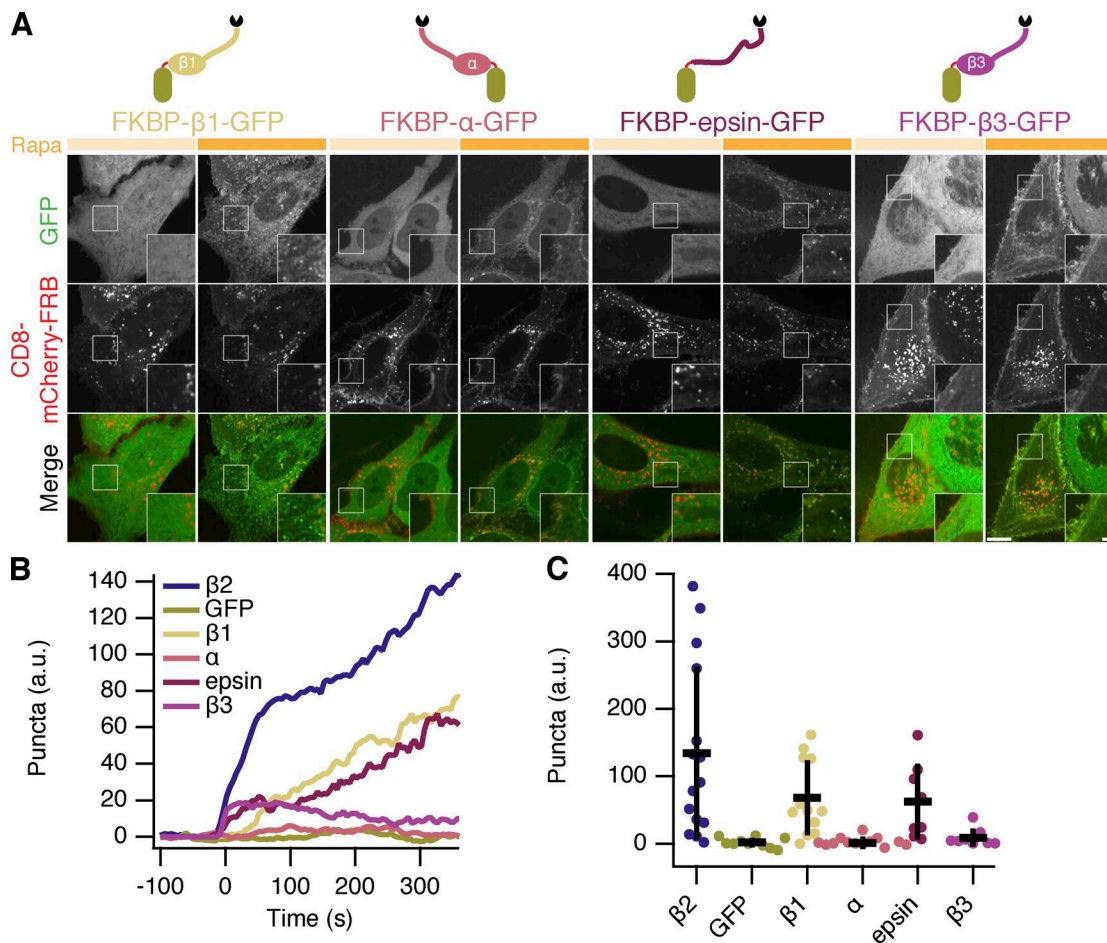 A
β1
α
β3
FKBP-β1-GFP
FKBP-α-GFP
FKBP-epsin-GFP
FKBP-β3-GFP
Rapa
GFP
CD8-
mCherry-FRB
Merge
B
Puncta (a.u.)
140
120
100
80
60
40
20
0
β2
GFP
β1
α
epsin
β3
-100
0
100
200
300
Time (s)
C
Puncta (a.u.)
400
300
200
100
0
β2
GFP
β1
α
epsin
β3